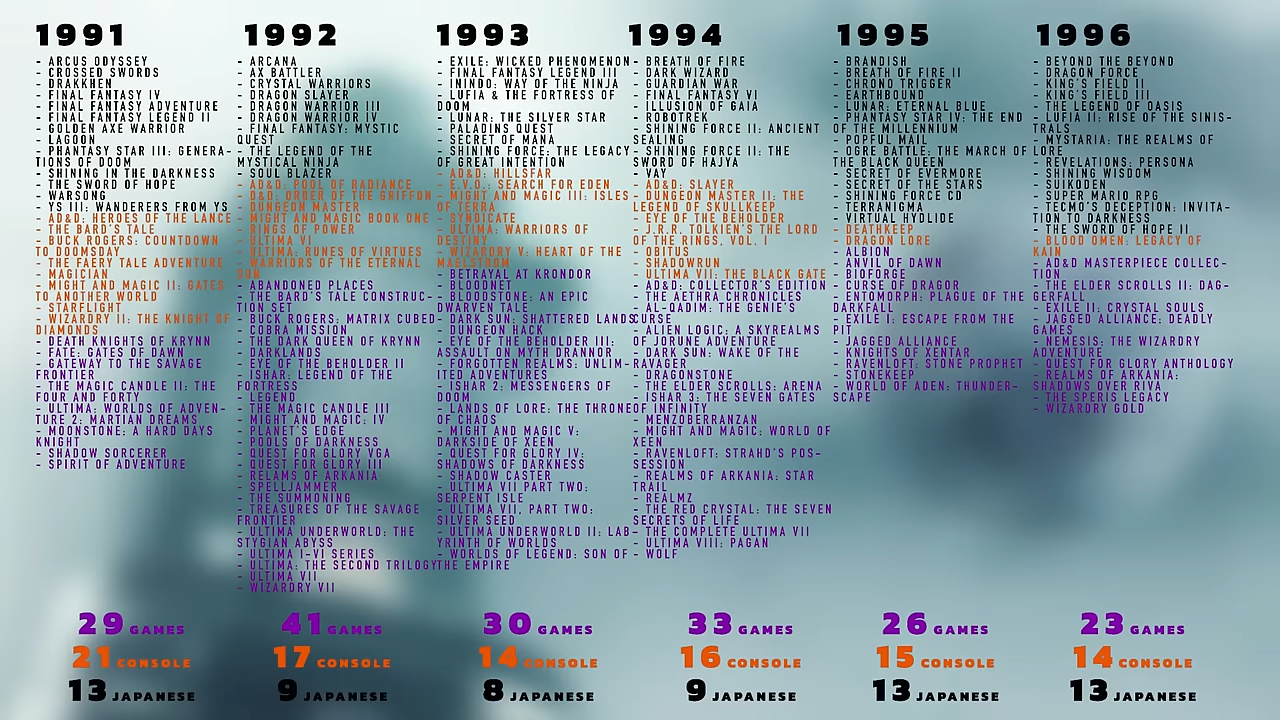 1991
- ARCUS ODYSSEY
- CROSSED SWORDS
- DRAKKHEN
- FINAL FANTASY IV
- FINAL FANTASY ADVENTURE
- FINAL FANTASY LEGEND II
- GOLDEN AXE WARRIOR
- LAGOON
- PHANTASY STAR III: GENERA-
TIONS OF DOOM
- SHINING IN THE DARKNESS
- THE SWORD OF HOPE
- WARSONG
- YS III: WANDERERS FROM YS
- AD&D: HEROES OF THE LANCE
- THE BARD'S TALE
- BUCK ROGERS: COUNTDOWN
TO DOOMSDAY
- THE FAERY TALE ADVENTURE
- MAGICIAN
- MIGHT AND MAGIC II: GATES
TO ANOTHER WORLD
- STARFLIGHT
- WIZARDRY II: THE KNIGHT OF
DIAMONDS
- DEATH KNIGHTS OF KRYNN
- FATE: GATES OF DAWN
- GATEWAY TO THE SAVAGE
FRONTIER
- THE MAGIC CANDLE II: THE
FOUR AND FORTY
- ULTIMA: WORLDS OF ADVEN-
TURE 2: MARTIAN DREAMS
- MOONSTONE: A HARD DAYS
KNIGHT
- SHADOW SORCERER
- SPIRIT OF ADVENTURE
29 GAMES
21 CONSOLE
13 JAPANESE
1992
- ARCANA
- AX BATTLER
- CRYSTAL WARRIORS
- DRAGON SLAYER
- DRAGON WARRIOR III
- DRAGON WARRIOR IV
- FINAL FANTASY: MYSTIC
QUEST
- THE LEGEND OF THE
MYSTICAL NINJA
- SOUL BLAZER
- AD&D: POOL OF RADIANCE
- D&D: ORDER OF THE GRIFFON
- DUNGEON MASTER
- MIGHT AND MAGIC BOOK ONE
- RINGS OF POWER
- ULTIMA VI
- ULTIMA: RUNES OF VIRTUES
- WARRIORS OF THE ETERNAL
SUN
- ABANDONED PLACES
- THE BARD'S TALE CONSTRUC-
TION SET
- BUCK ROGERS: MATRIX CUBED
- COBRA MISSION
- THE DARK QUEEN OF KRYNN
- DARKLANDS
- EYE OF THE BEHOLDER II
- ISHAR: LEGEND OF THE
FORTRESS
- LEGEND
- THE MAGIC CANDLE III
- MIGHT AND MAGIC: IV
- PLANET'S EDGE
- POOLS OF DARKNESS
- QUEST FOR GLORY VGA
- QUEST FOR GLORY III
- RELAMS OF ARKANIA
- SPELLJAMMER
- THE SUMMONING
- TREASURES OF THE SAVAGE
FRONTIER
- ULTIMA UNDERWORLD: THE
STYGIAN ABYSS
- ULTIMA I-VI SERIES
- ULTIMA: THE SECOND TRILOGY
- ULTIMA VII
- WIZARDRY VII
41 GAMES
17 CONSOLE
9 JAPANESE
1993
- EXILE: WICKED PHENOMENON
- FINAL FANTASY LEGEND III
- ININDO: WAY OF THE NINJA
- LUFIA & THE FORTRESS OF
DOOM
- LUNAR: THE SILVER STAR
- PALADINS QUEST
- SECRET OF MANA
- SHINING FORCE: THE LEGACY
OF GREAT INTENTION
- AD&D: HILLSFAR
- E.V.O.: SEARCH FOR EDEN
- MIGHT AND MAGIC III: ISLES
OF TERRA
- SYNDICATE
- ULTIMA: WARRIORS OF
DESTINY
- WIZARORY V: HEART OF THE
MAELSTROM
- BETRAYAL AT KRONDOR
- BLOODNET
- BLOODSTONE: AN EPIC
DWARVEN TALE
- DARK SUN: SHATTERED LANDS
- DUNGEON HACK
- EYE OF THE BEHOLDER III:
ASSAULT ON MYTH DRANNOR
- FORGOTTEN REALMS: UNLIM-
ITED ADVENTURES
- ISHAR 2: MESSENGERS OF
DOOM
- LANDS OF LORE: THE THRONE
OF CHAOS
- MIGHT AND MAGIC V:
DARKSIDE OF XEEN
- QUEST FOR GLORY IV:
SHADOWS OF DARKNESS
- SHADOW CASTER
- ULTIMA VII PART TWO:
SERPENT ISLE
- ULTIMA VII, PART TWO:
SILVER SEED
- ULTIMA UNDERWORLD II: LAB-
YRINTH OF WORLDS
- WORLDS OF LEGEND: SON OF
THE EMPIRE
30 GAMES
14 CONSOLE
8 JAPANESE
1994
- BREATH OF FIRE
- DARK WIZARD
- GUARDIAN WAR
- FINAL FANTASY VI
- ILLUSION OF GAIA
- ROBOTREK
- SHINING FORCE II: ANCIENT
SEALING
- SHINING FORCE II: THE
SWORD OF HAJYA
- VAY
- AD&D: SLAYER
- DUNGEON MASTER II: THE
LEGEND OF SKULLKEEP
- EYE OF THE BEHOLDER
- J.R.R. TOLKIEN'S THE LORD
OF THE RINGS, VOL. I
- OBITUS
- SHADOWRUN
- ULTIMA VII: THE BLACK GATE
- AD&D: COLLECTOR'S EDITION
- THE AETHRA CHRONICLES
- AL-QADIM: THE GENIE'S
CURSE
- ALIEN LOGIC: A SKYREALMS
OF JORUNE ADVENTURE
- DARK SUN: WAKE OF THE
RAVAGER
- DRAGONSTONE
- THE ELDER SCROLLS: ARENA
- ISHAR 3: THE SEVEN GATES
OF INFINITY
- MENZOBERRANZAN
- MIGHT AND MAGIC: WORLD OF
XEEN
- RAVENLOFT: STRAHD'S POS-
SESSION
- REALMS OF ARKANIA: STAR
TRAIL
- REALMZ
- THE RED CRYSTAL: THE SEVEN
SECRETS OF LIFE
- THE COMPLETE ULTIMA VII
- ULTIMA VIII: PAGAN
- WOLF
33 GAMES
16 CONSOLE
9 JAPANESE
1995
- BRANDISH
- BREATH OF FIRE II
- CHRONO TRIGGER
- EARTHBOUND
- LUNAR: ETERNAL BLUE
- PHANTASY STAR IV: THE END
OF THE MILLENNIUM
- POPFUL MAIL
- OGRE BATTLE: THE MARCH OF
THE BLACK QUEEN
- SECRET OF EVERMORE
- SECRET OF THE STARS
- SHINING FORCE CD
- TERRANIGMA
- VIRTUAL HYDLIDE
- DEATHKEEP
- DRAGON LORE
- ALBION
- ANVIL OF DAWN
- BIOFORGE
- CURSE OF DRAGOR
- ENTOMORPH: PLAGUE OF THE
DARKFALL
- EXILE I: ESCAPE FROM THE
PIT
- JAGGED ALLIANCE
- KNIGHTS OF XENTAR
- RAVENLOFT: STONE PROPHET
- STONEKEEP
- WORLD OF ADEN: THUNDER-
SCAPE
26 GAMES
15 CONSOLE
13 JAPANESE
1996
- BEYOND THE BEYOND
- DRAGON FORCE
- KING'S FIELD II
- KING'S FIELD III
- THE LEGEND OF OASIS
- LUFIA II: RISE OF THE SINIS-
TRALS
- MYSTARIA: THE REALMS OF
LORE
- REVELATIONS: PERSONA
- SHINING WISDOM
- SUIKODEN
- SUPER MARIO RPG
- TECMO'S DECEPTION: INVITA-
TION TO DARKNESS
- THE SWORD OF HOPE II
- BLOOD OMEN: LEGACY OF
KAIN
- AD&D MASTERPIECE COLLEC-
TION
- THE ELDER SCROLLS II: DAG-
GERFALL
- EXILE II: CRYSTAL SOULS
- JAGGED ALLIANCE: DEADLY
GAMES
- NEMESIS: THE WIZARDRY
ADVENTURE
- QUEST FOR GLORY ANTHOLOGY
- REALMS OF ARKANIA:
SHADOWS OVER RIVA
- THE SPERIS LEGACY
- WIZARDRY GOLD
23 GAMES
14 CONSOLE
13 JAPANESE